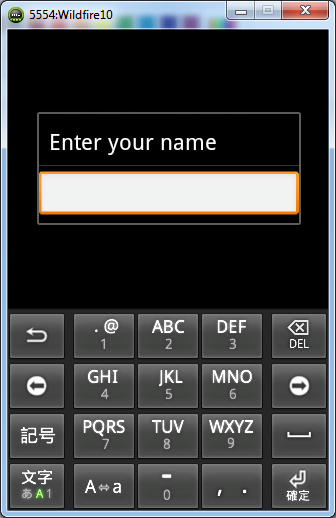 5554:Wildfire10
Enter your name
. @ ABC DEF
1 2 3 DEL
GHI JKL MNO
4 5 6
記号 PQRS TUV WXYZ
7 8 9
文字 A⇔a - , .
あ A 1 0 確定